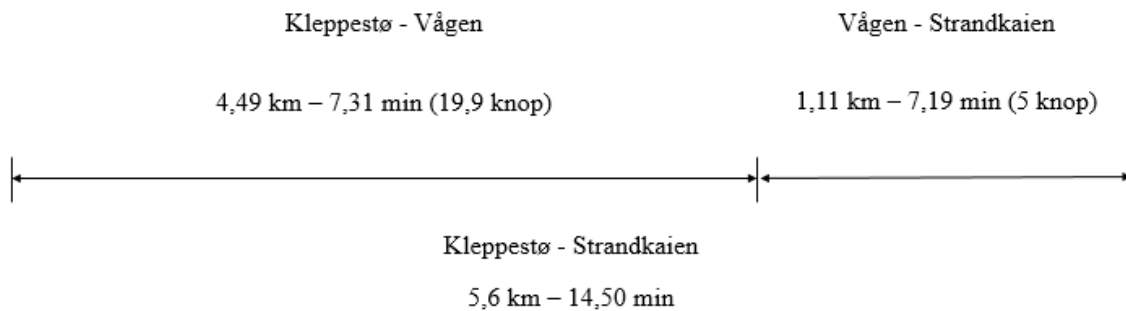 Kleppestø - Vågen
Vågen - Strandkaien
4,49 km – 7,31 min (19,9 knop)
1,11 km – 7,19 min (5 knop)
Kleppestø - Strandkaien
5,6 km – 14,50 min